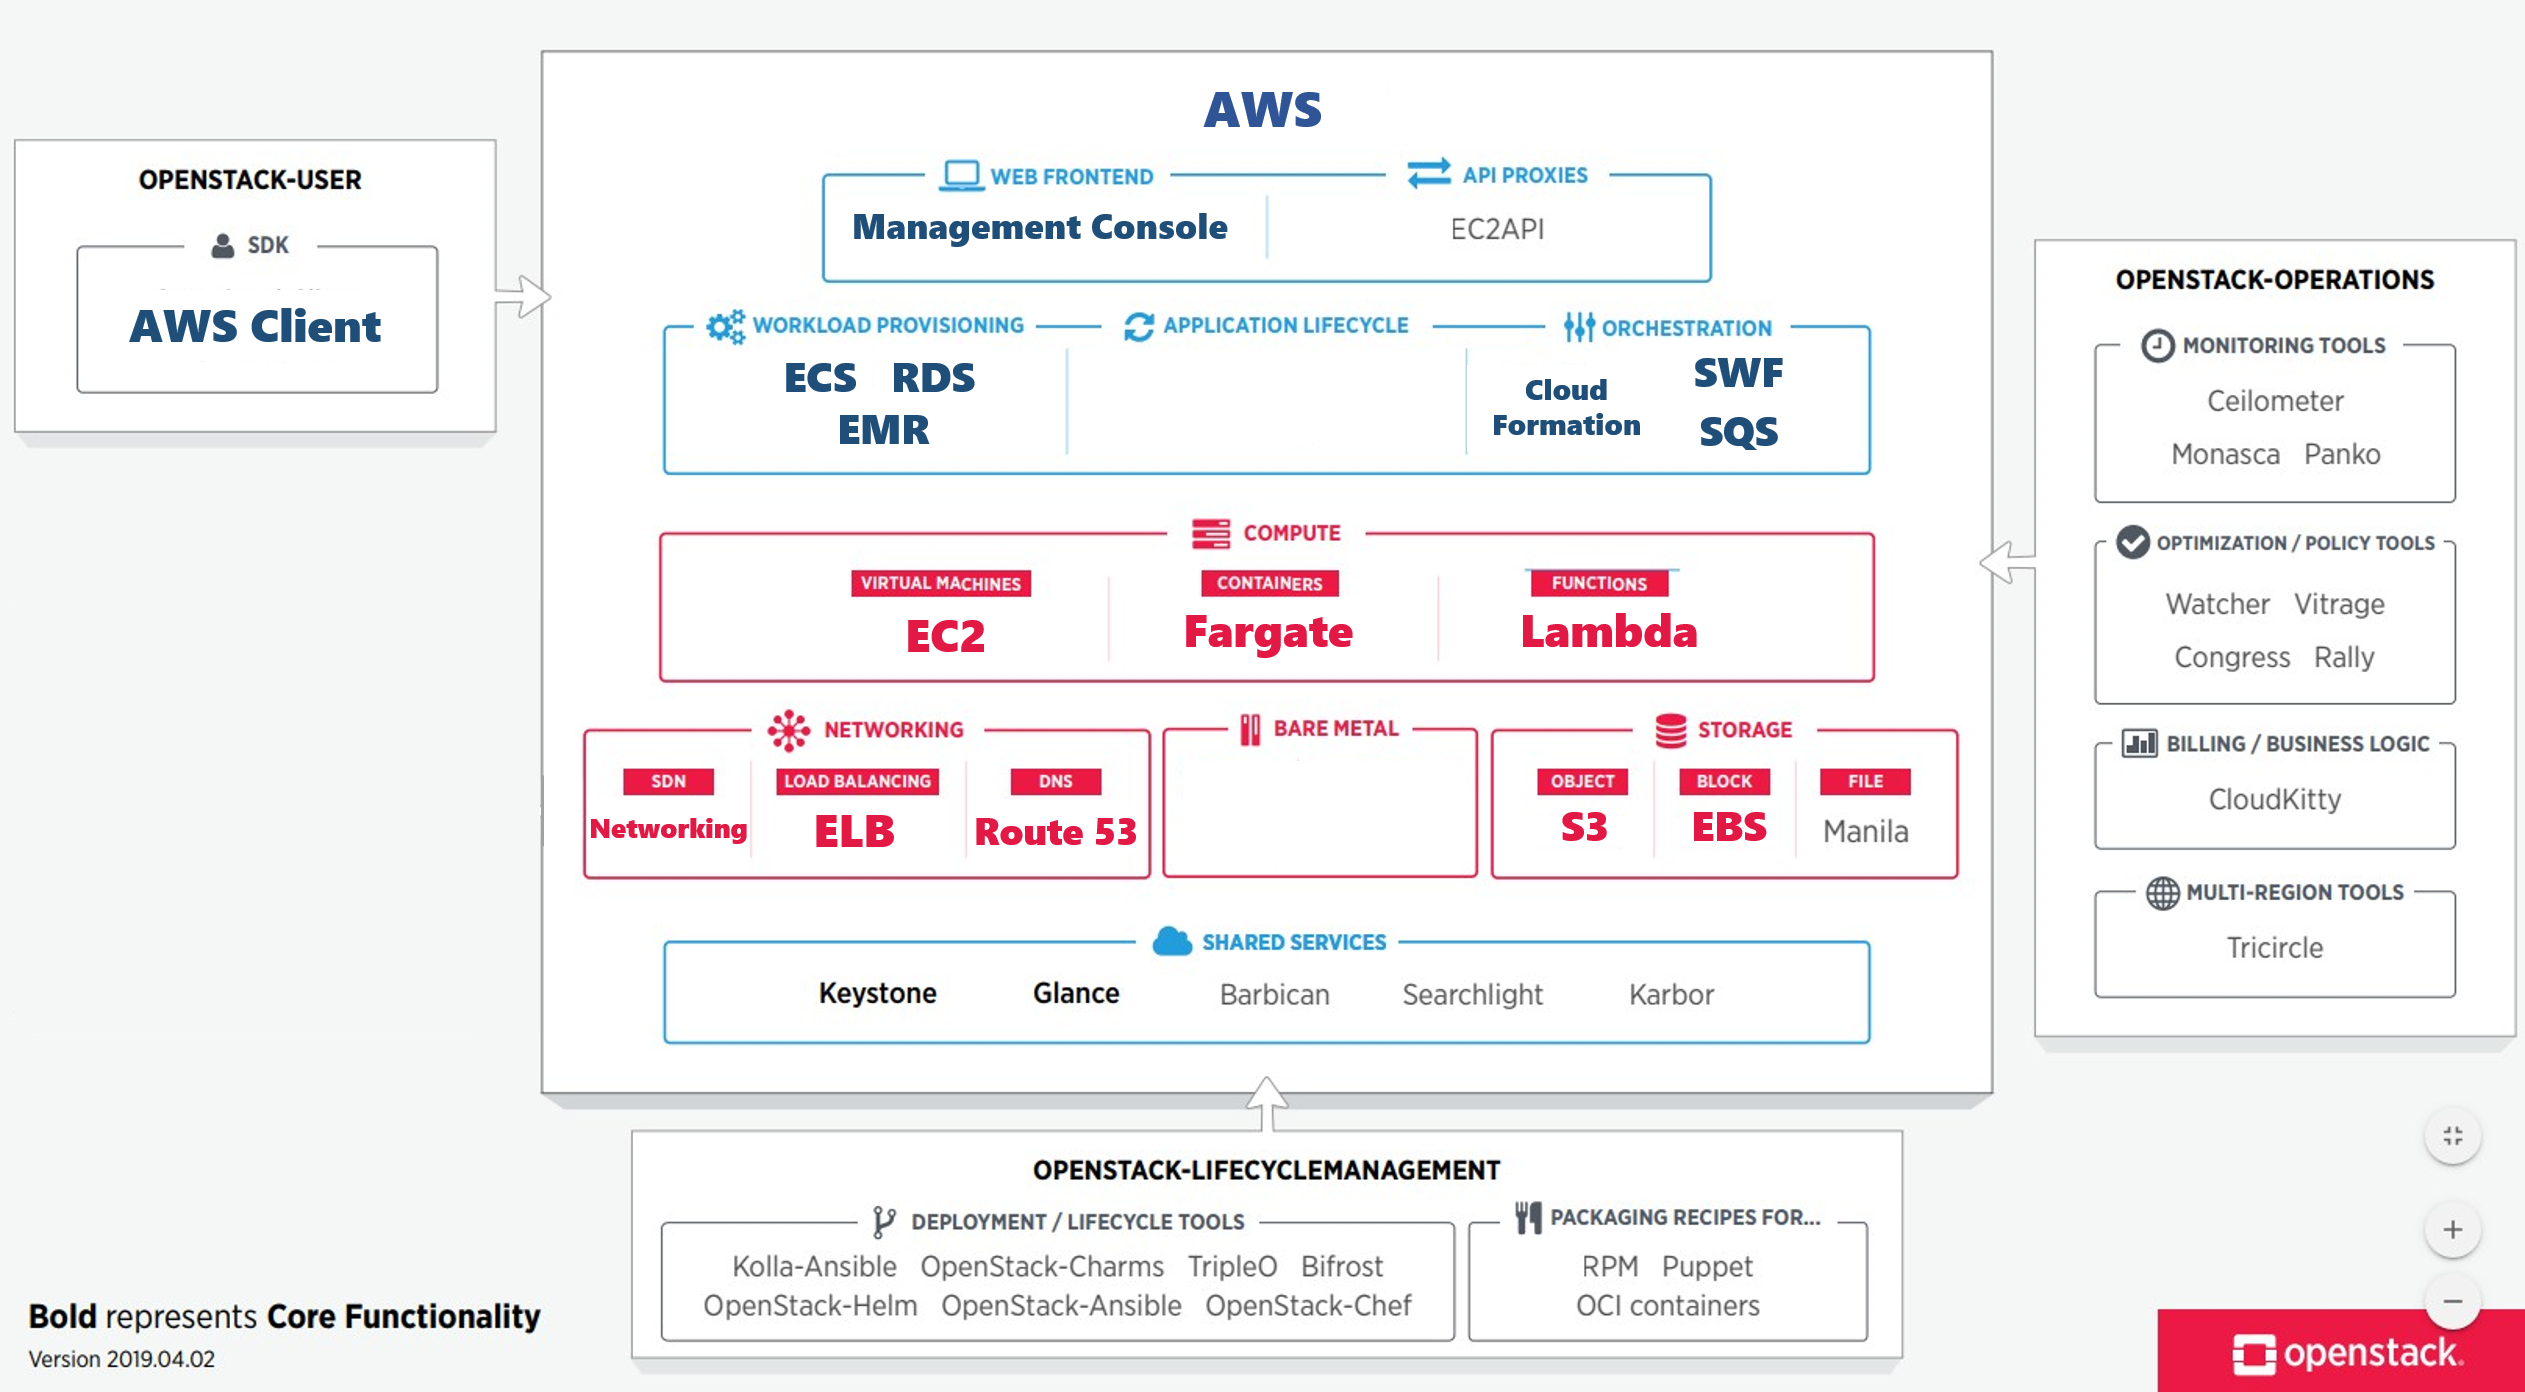 AWS
WEB FRONTEND
Management Console
API PROXIES
EC2API
OPENSTACK-USER
SDK
AWS Client
WORKLOAD PROVISIONING
ECS RDS
EMR
APPLICATION LIFECYCLE
ORCHESTRATION
Cloud
Formation
SWF
SQS
COMPUTE
VIRTUAL MACHINES
EC2
CONTAINERS
Fargate
FUNCTIONS
Lambda
NETWORKING
SDN
Networking
LOAD BALANCING
ELB
DNS
Route 53
BARE METAL
STORAGE
OBJECT
S3
BLOCK
EBS
FILE
Manila
SHARED SERVICES
Keystone Glance Barbican Searchlight Karbor
OPENSTACK-OPERATIONS
MONITORING TOOLS
Ceilometer
Monasca Panko
OPTIMIZATION / POLICY TOOLS
Watcher Vitrage
Congress Rally
BILLING / BUSINESS LOGIC
CloudKitty
MULTI-REGION TOOLS
Tricircle
OPENSTACK-LIFECYCLEMANAGEMENT
DEPLOYMENT / LIFECYCLE TOOLS
Kolla-Ansible OpenStack-Charms TripleO Bifrost
OpenStack-Helm OpenStack-Ansible OpenStack-Chef
PACKAGING RECIPES FOR...
RPM Puppet
OCI containers
Bold represents Core Functionality
Version 2019.04.02
openstack.